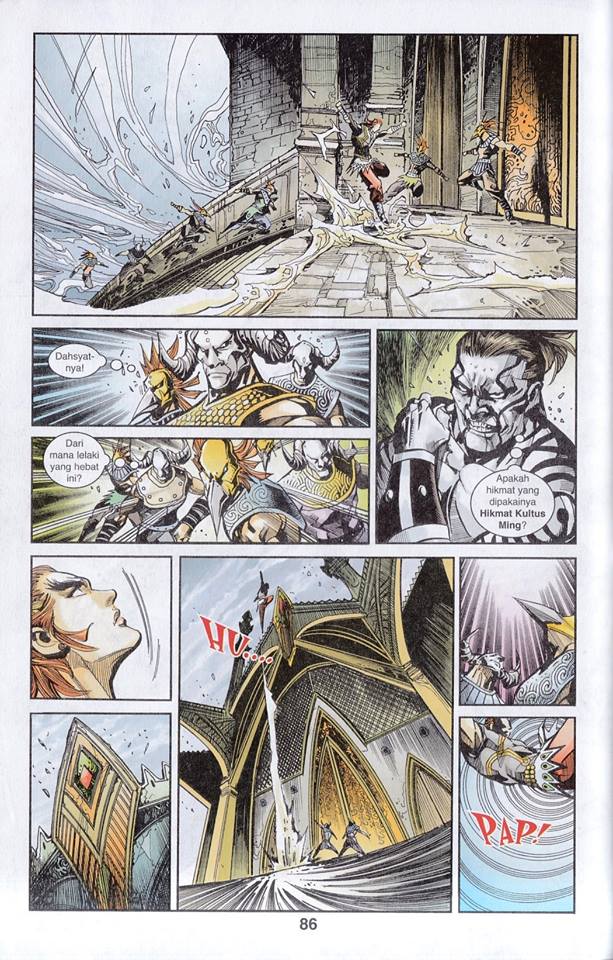 Dahsyat-
nya!
Dari
mana lelaki
yang hebat
ini?
Apakah
hikmat yang
dipakainya
Hikmat Kultus
Ming?
HU....
PAP!
86